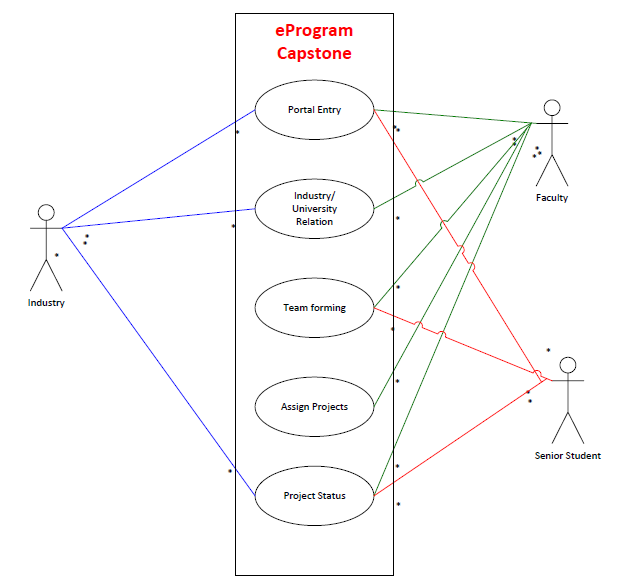 eProgram
Capstone
Portal Entry
*
*
*
*
*
*
*
*
Faculty
Industry/
University
Relation
*
*
*
*
*
Industry
*
Team forming
*
*
Senior Student
*
*
Assign Projects
*
*
*
Project Status
*